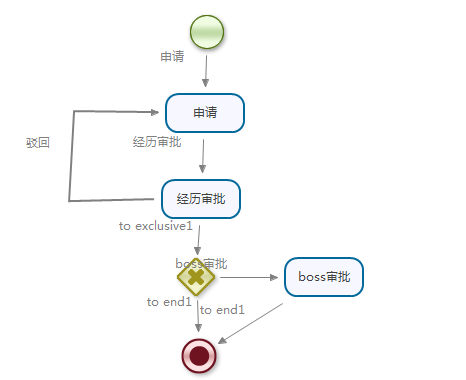 申请
申请
驳回
经历审批
经历审批
to exclusive1
boss审批
boss审批
to end1
to end1